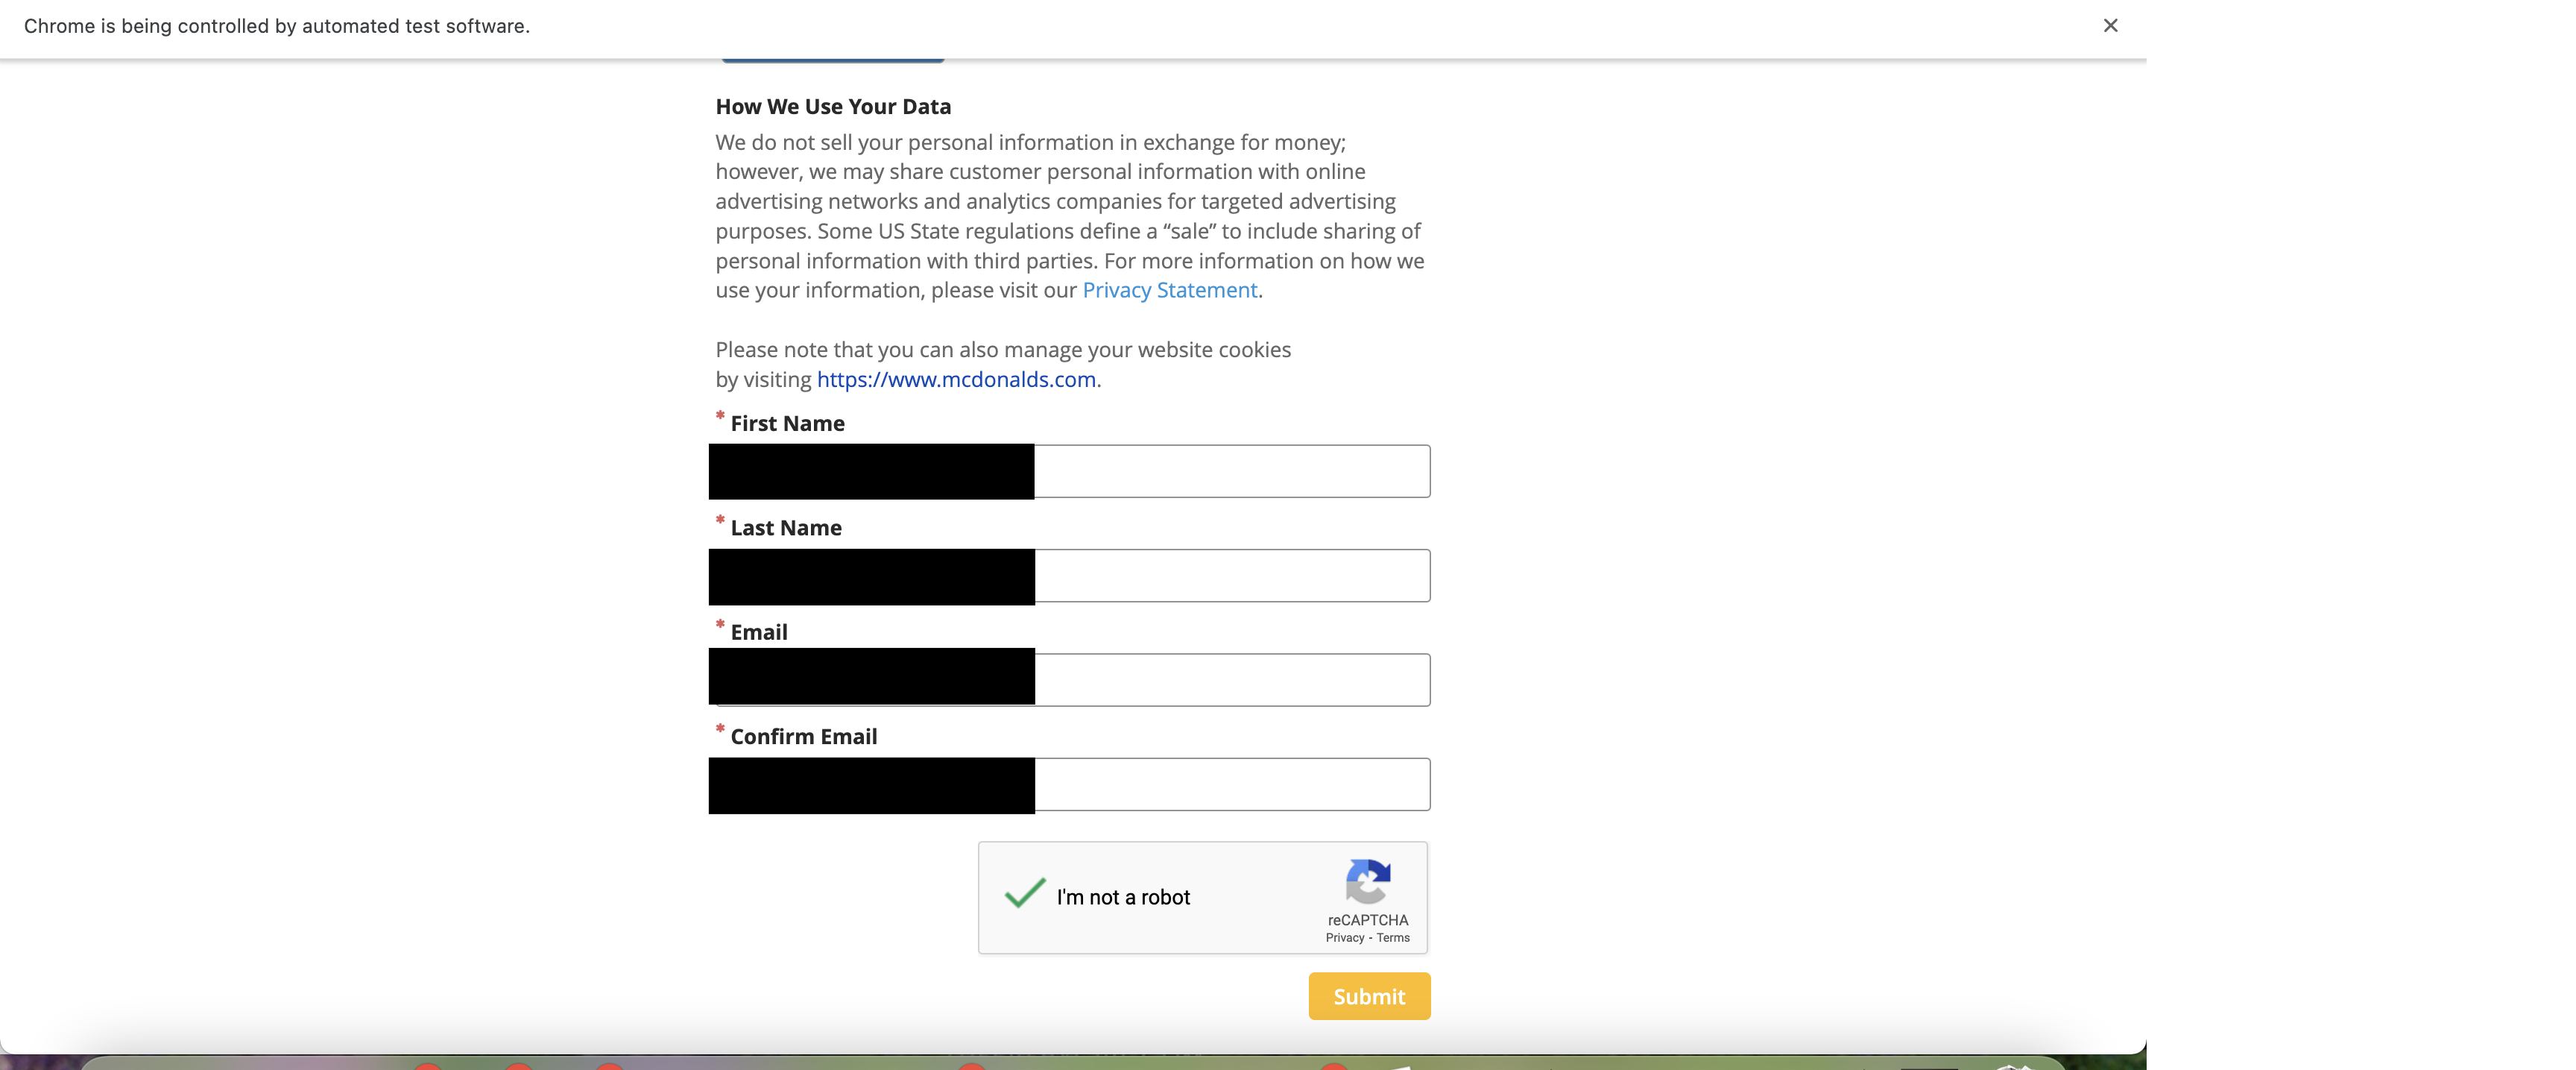 Chrome is being controlled by automated test software.
How We Use Your Data
We do not sell your personal information in exchange for money;
however, we may share customer personal information with online
advertising networks and analytics companies for targeted advertising
purposes. Some US State regulations define a “sale” to include sharing of
personal information with third parties. For more information on how we
use your information, please visit our Privacy Statement.
Please note that you can also manage your website cookies
by visiting https://www.mcdonalds.com.
* First Name
* Last Name
* Email
* Confirm Email
I'm not a robot
reCAPTCHA
Privacy - Terms
Submit